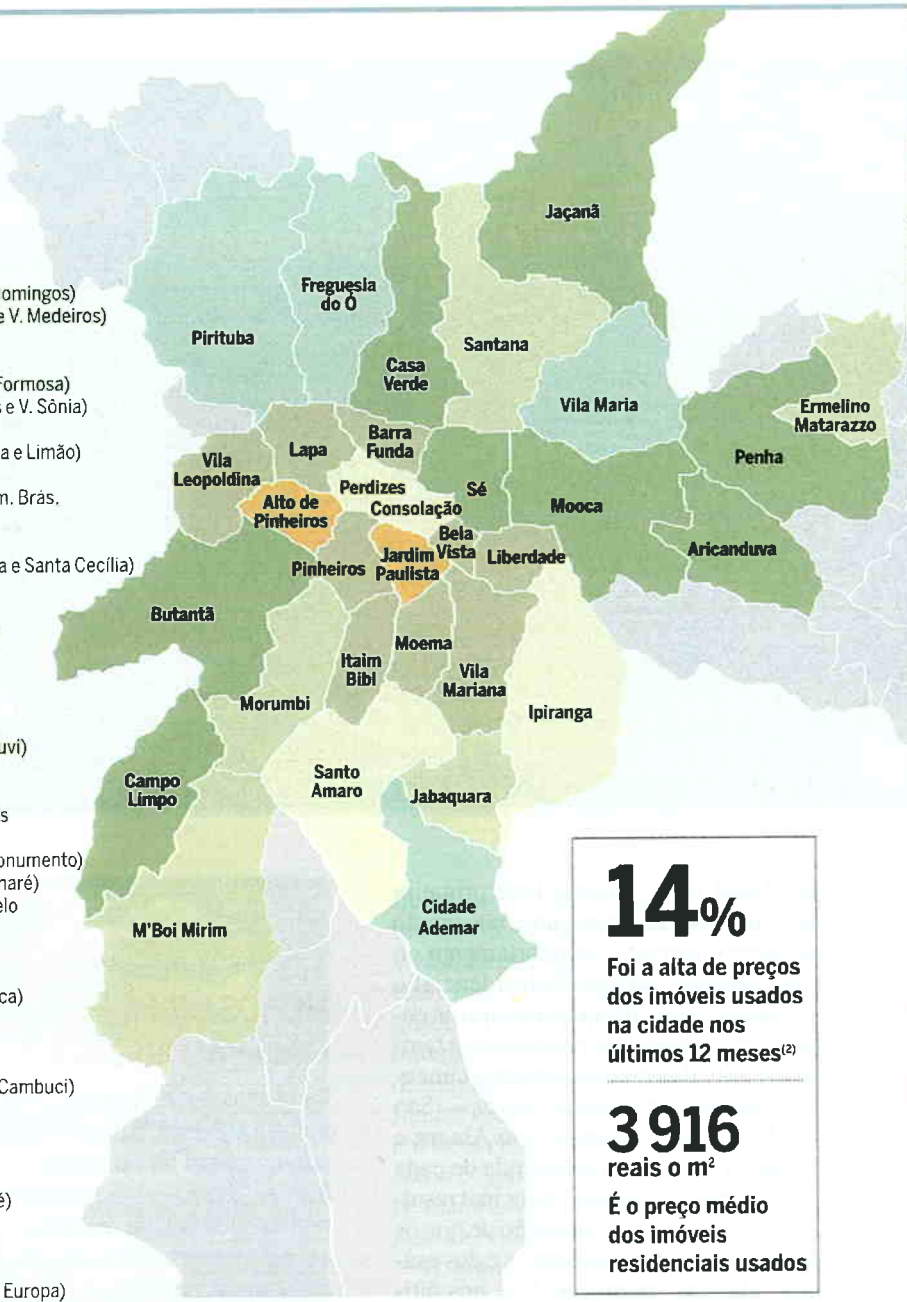 omingos)
e V. Medeiros)
Formosa)
s e V. Sônia)
a e Limão)
m. Brás,
a e Santa Cecília)
uvi)
s
onumento)
naré)
elo
ca)
Cambuci)
é)
Europa)
Jaçanã
Freguesia
do Ó
Pirituba
Santana
Casa
Verde
Vila Maria
Ermelino
Matarazzo
Penha
Barra
Funda
Lapa
Vila
Leopoldina
Perdizes
Sé
Alto de
Pinheiros
Consolação
Mooca
Bela
Vista
Liberdade
Aricanduva
Jardim
Paulista
Pinheiros
Butantã
Moema
Itaim
Bibi
Vila
Mariana
Morumbi
Ipiranga
Santo
Amaro
Campo
Limpo
Jabaquara
Cidade
Ademar
M'Boi Mirim
14%
Foi a alta de preços
dos imóveis usados
na cidade nos
últimos 12 meses(2)
3 916
reais o m²
É o preço médio
dos imóveis
residenciais usados